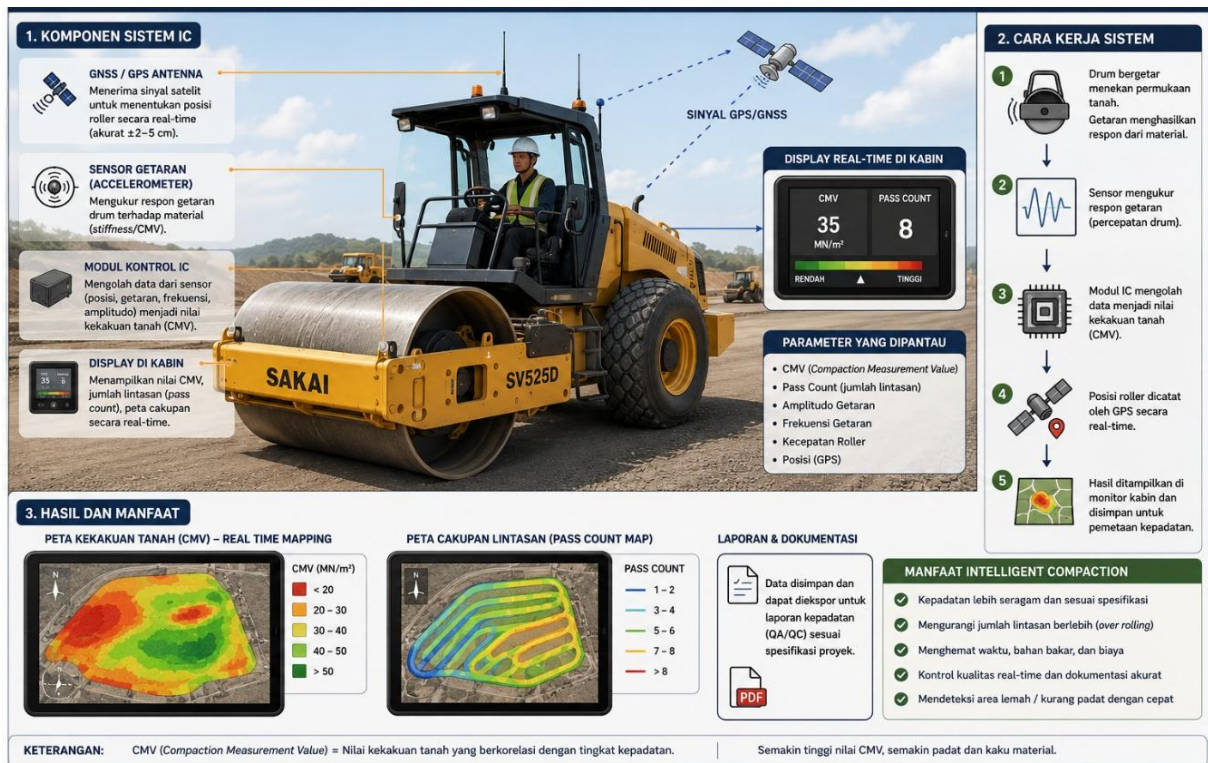 1. KOMPONEN SISTEM IC
GNSS / GPS ANTENNA
Menerima sinyal satelit
untuk menentukan posisi
roller secara real-time
(akurat ±2–5 cm).
SENSOR GETARAN
(ACCELEROMETER)
Mengukur respon getaran
drum terhadap material
(stiffness/CMV).
MODUL KONTROL IC
Mengolah data dari sensor
(posisi, getaran, frekuensi,
amplitudo) menjadi nilai
kekakuan tanah (CMV).
DISPLAY DI KABIN
Menampilkan nilai CMV,
jumlah lintasan (pass
count), peta cakupan
secara real-time.
SAKAI
SV525D
SINYAL GPS/GNSS
DISPLAY REAL-TIME DI KABIN
CMV
35
MN/m²
PASS COUNT
8
RENDAH
TINGGI
PARAMETER YANG DIPANTAU
• CMV (Compaction Measurement Value)
• Pass Count (jumlah lintasan)
• Amplitudo Getaran
• Frekuensi Getaran
• Kecepatan Roller
• Posisi (GPS)
2. CARA KERJA SISTEM
1
Drum bergetar
menekan permukaan
tanah.
Getaran menghasilkan
respon dari material.
2
Sensor mengukur
respon getaran
(percepatan drum).
3
Modul IC mengolah
data menjadi nilai
kekakuan tanah
(CMV).
4
Posisi roller dicatat
oleh GPS secara
real-time.
5
Hasil ditampilkan di
monitor kabin dan
disimpan untuk
pemetaan kepadatan.
3. HASIL DAN MANFAAT
PETA KEKAKUAN TANAH (CMV) – REAL TIME MAPPING
N
CMV (MN/m²)
< 20
20 – 30
30 – 40
40 – 50
> 50
PETA CAKUPAN LINTASAN (PASS COUNT MAP)
N
PASS COUNT
1 – 2
3 – 4
5 – 6
7 – 8
> 8
LAPORAN & DOKUMENTASI
Data disimpan dan
dapat diekspor untuk
laporan kepadatan
(QA/QC) sesuai
spesifikasi proyek.
PDF
MANFAAT INTELLIGENT COMPACTION
Kepadatan lebih seragam dan sesuai spesifikasi
Mengurangi jumlah lintasan berlebih (over rolling)
Menghemat waktu, bahan bakar, dan biaya
Kontrol kualitas real-time dan dokumentasi akurat
Mendeteksi area lemah / kurang padat dengan cepat
KETERANGAN: CMV (Compaction Measurement Value) = Nilai kekakuan tanah yang berkorelasi dengan tingkat kepadatan.
Semakin tinggi nilai CMV, semakin padat dan kaku material.